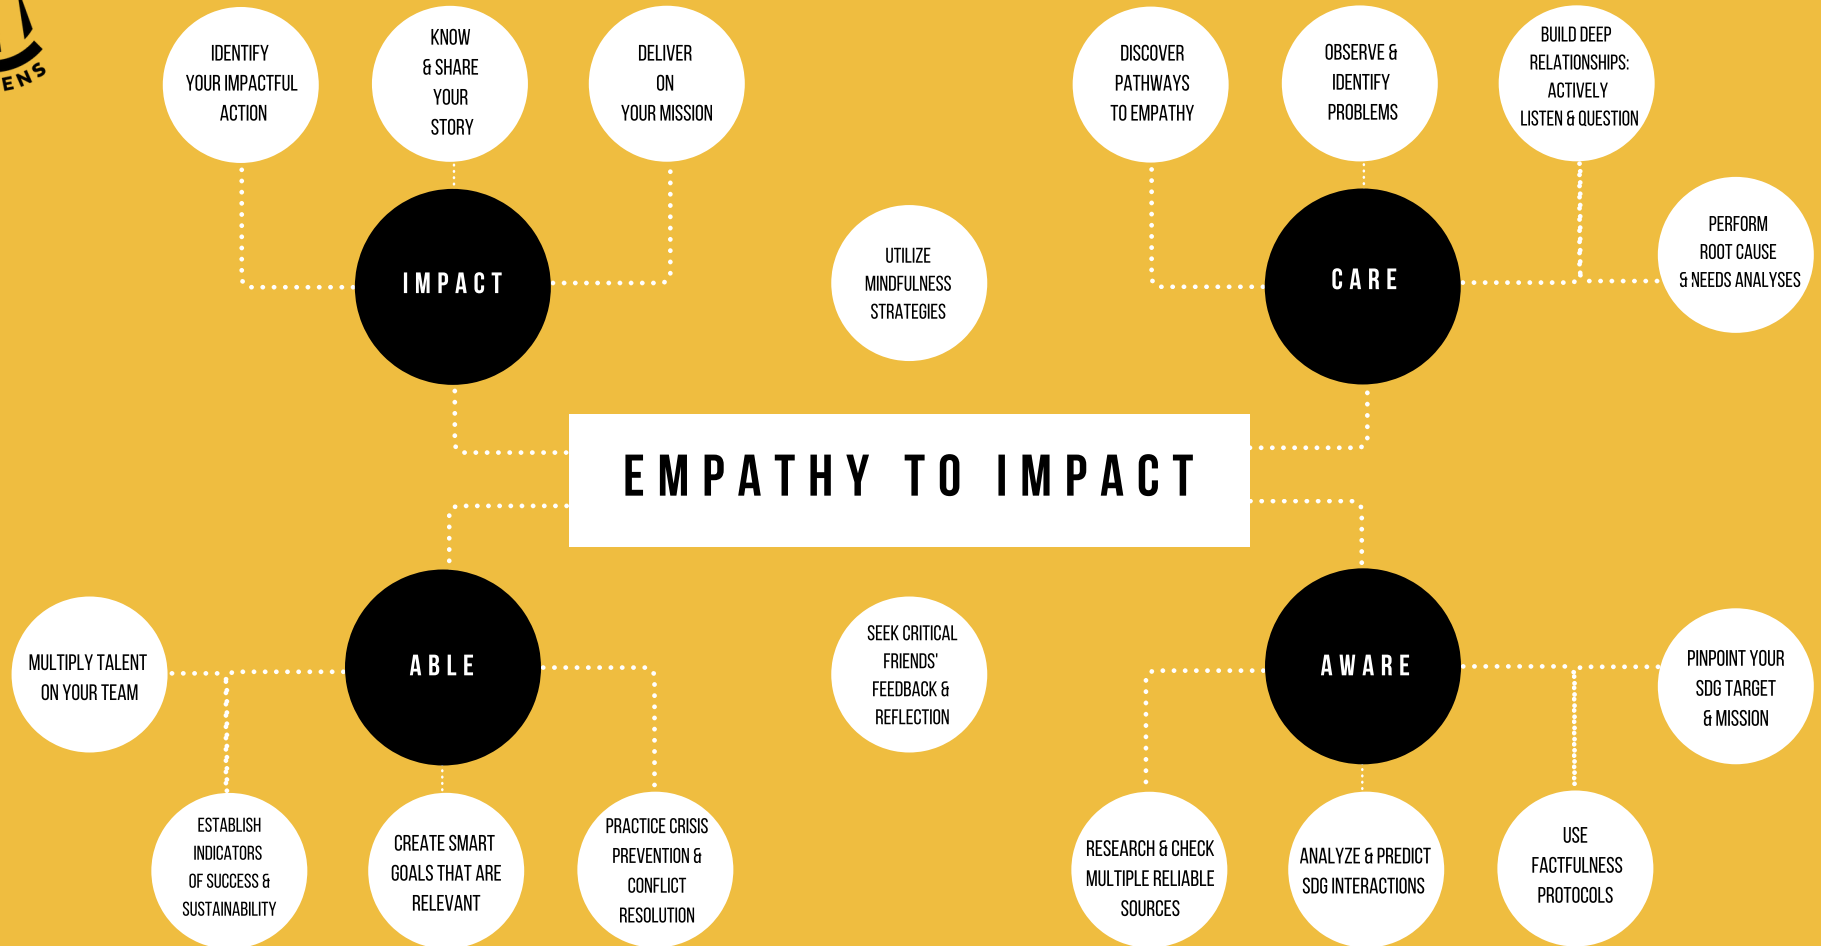 ENS
IDENTIFY
YOUR IMPACTFUL
ACTION
KNOW
& SHARE
YOUR
STORY
DELIVER
ON
YOUR MISSION
DISCOVER
PATHWAYS
TO EMPATHY
OBSERVE &
IDENTIFY
PROBLEMS
BUILD DEEP
RELATIONSHIPS:
ACTIVELY
LISTEN & QUESTION
IMPACT
UTILIZE
MINDFULNESS
STRATEGIES
CARE
PERFORM
ROOT CAUSE
& NEEDS ANALYSES
EMPATHY TO IMPACT
MULTIPLY TALENT
ON YOUR TEAM
ABLE
SEEK CRITICAL
FRIENDS'
FEEDBACK &
REFLECTION
AWARE
PINPOINT YOUR
SDG TARGET
& MISSION
ESTABLISH
INDICATORS
OF SUCCESS &
SUSTAINABILITY
CREATE SMART
GOALS THAT ARE
RELEVANT
PRACTICE CRISIS
PREVENTION &
CONFLICT
RESOLUTION
RESEARCH & CHECK
MULTIPLE RELIABLE
SOURCES
ANALYZE & PREDICT
SDG INTERACTIONS
USE
FACTFULNESS
PROTOCOLS